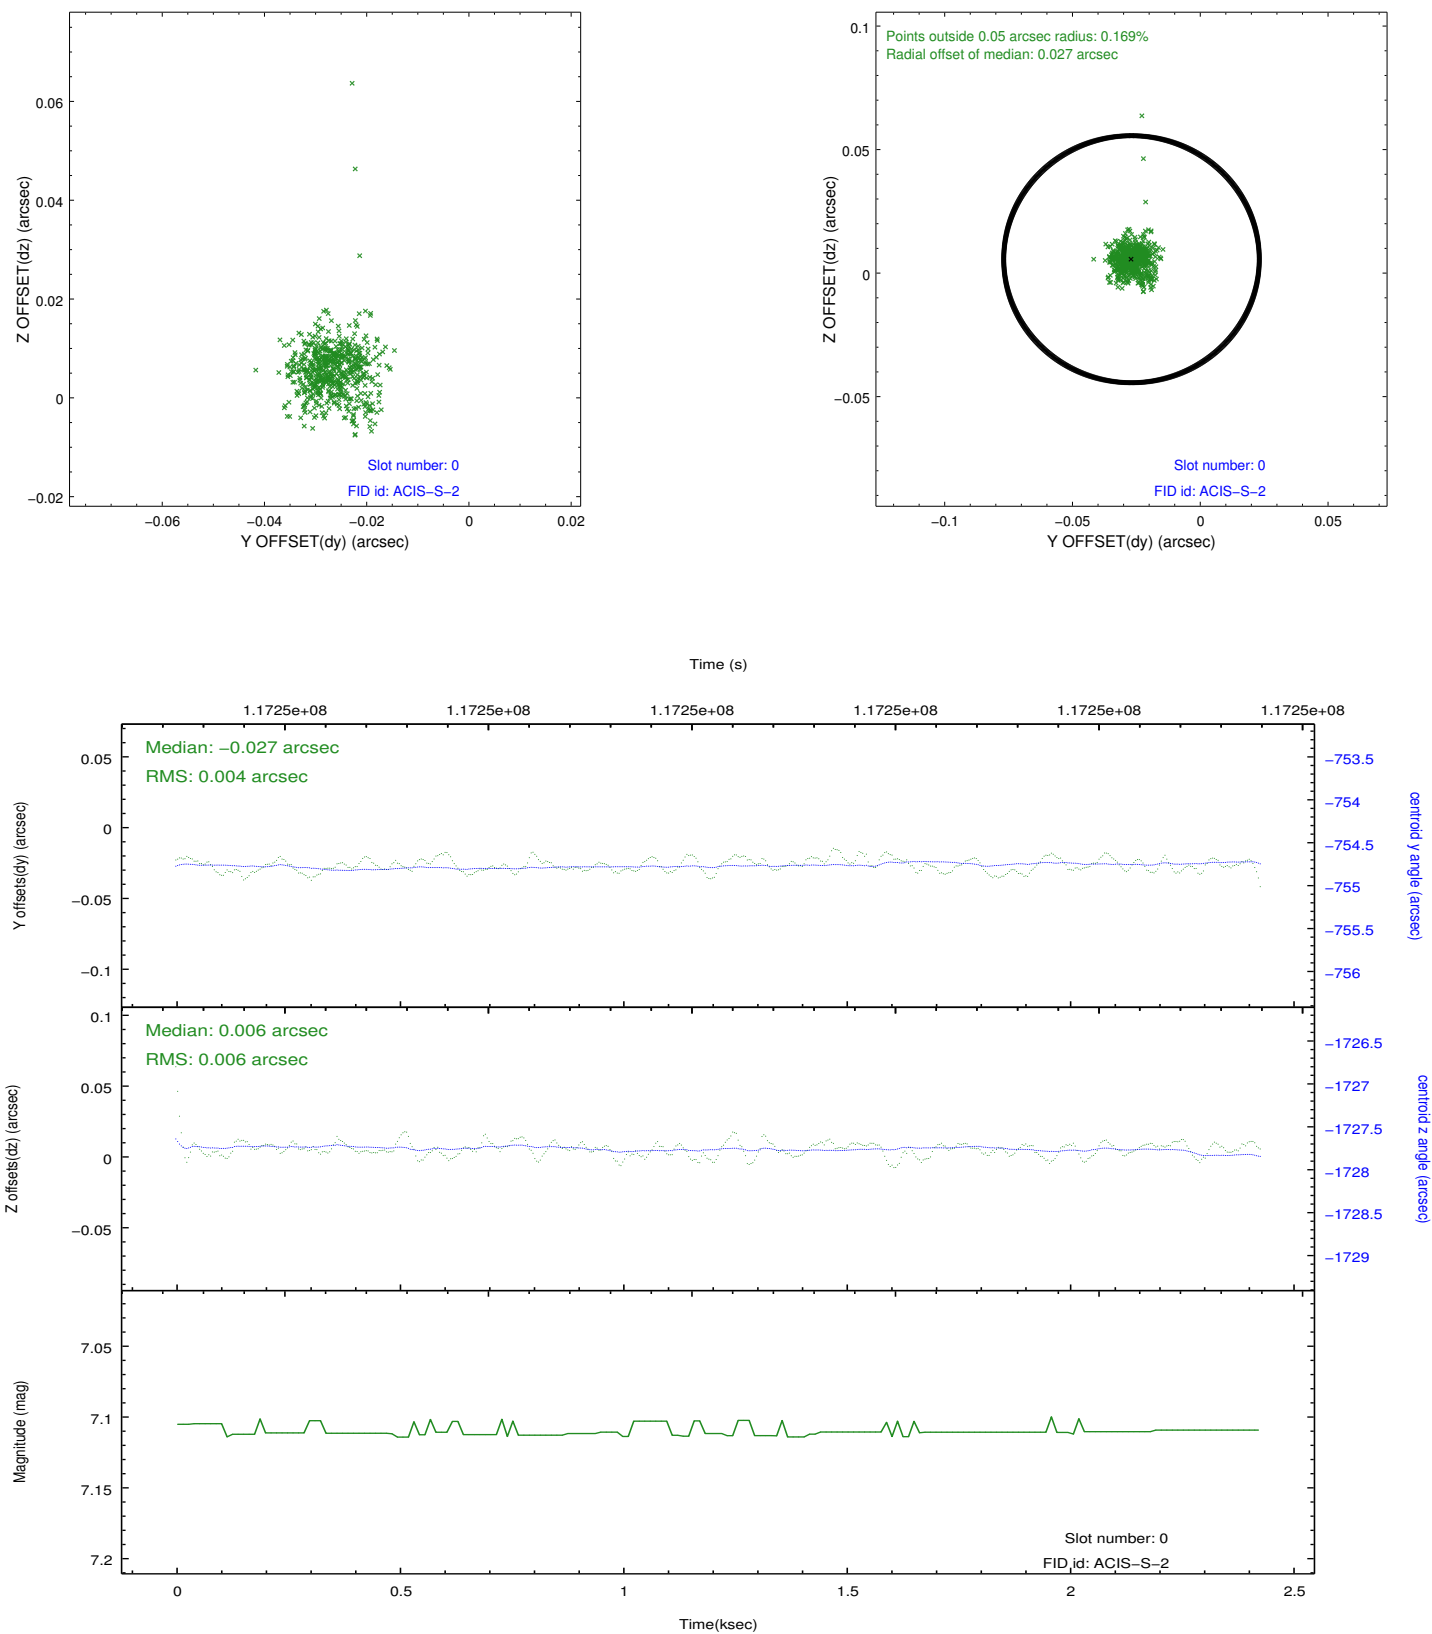 0.06
0.04
0.02
0
−0.02
Z OFFSET(dz) (arcsec)
Slot number: 0
FID id: ACIS−S−2
−0.06 −0.04 −0.02 0 0.02
Y OFFSET(dy) (arcsec)
Points outside 0.05 arcsec radius: 0.169%
Radial offset of median: 0.027 arcsec
0.1
0.05
0
−0.05
Z OFFSET(dz) (arcsec)
Slot number: 0
FID id: ACIS−S−2
−0.1 −0.05 0 0.05
Y OFFSET(dy) (arcsec)
Time (s)
1.1725e+08 1.1725e+08 1.1725e+08 1.1725e+08 1.1725e+08 1.1725e+08
Median: −0.027 arcsec
RMS: 0.004 arcsec
0.05
0
−0.05
−0.1
Y offsets(dy) (arcsec)
−753.5
−754
−754.5
−755
−755.5
−756
centroid y angle (arcsec)
Median: 0.006 arcsec
RMS: 0.006 arcsec
0.1
0.05
0
−0.05
Z offsets(dz) (arcsec)
−1726.5
−1727
−1727.5
−1728
−1728.5
−1729
centroid z angle (arcsec)
7.05
7.1
7.15
7.2
Magnitude (mag)
Slot number: 0
FID id: ACIS−S−2
0 0.5 1 1.5 2 2.5
Time(ksec)